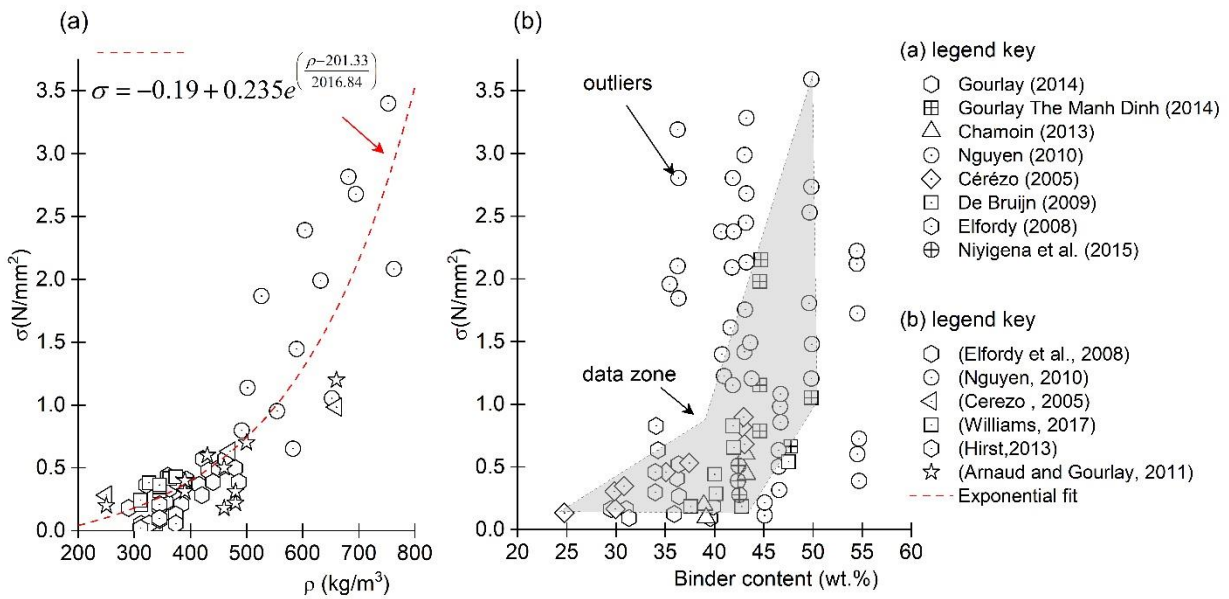 (a)
σ = −0.19 + 0.235e^((ρ−201.33)/2016.84)
σ(N/mm²)
3.5
3.0
2.5
2.0
1.5
1.0
0.5
0.0
200 300 400 500 600 700 800
ρ (kg/m³)
(b)
outliers
data zone
σ(N/mm²)
3.5
3.0
2.5
2.0
1.5
1.0
0.5
0.0
20 25 30 35 40 45 50 55 60
Binder content (wt.%)
(a) legend key
Gourlay (2014)
Gourlay The Manh Dinh (2014)
Chamoin (2013)
Nguyen (2010)
Cérézo (2005)
De Bruijn (2009)
Elfordy (2008)
Niyigena et al. (2015)
(b) legend key
(Elfordy et al., 2008)
(Nguyen, 2010)
(Cerezo , 2005)
(Williams, 2017)
(Hirst,2013)
(Arnaud and Gourlay, 2011)
Exponential fit